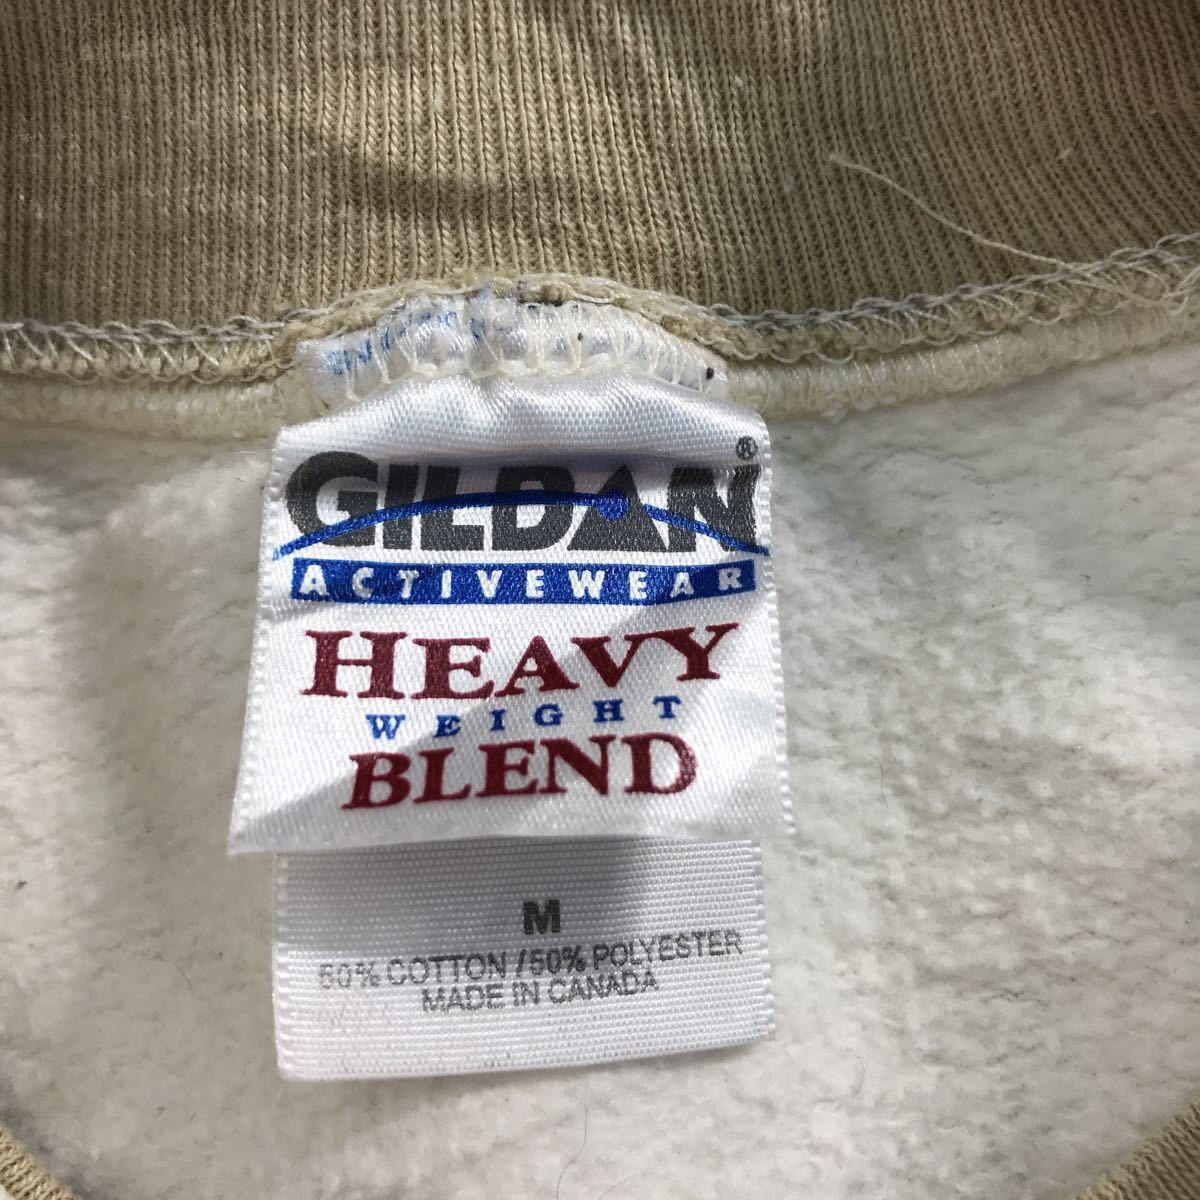 GILDAN®
ACTIVEWEAR
HEAVY
WEIGHT
BLEND
M
50% COTTON / 50% POLYESTER
MADE IN CANADA